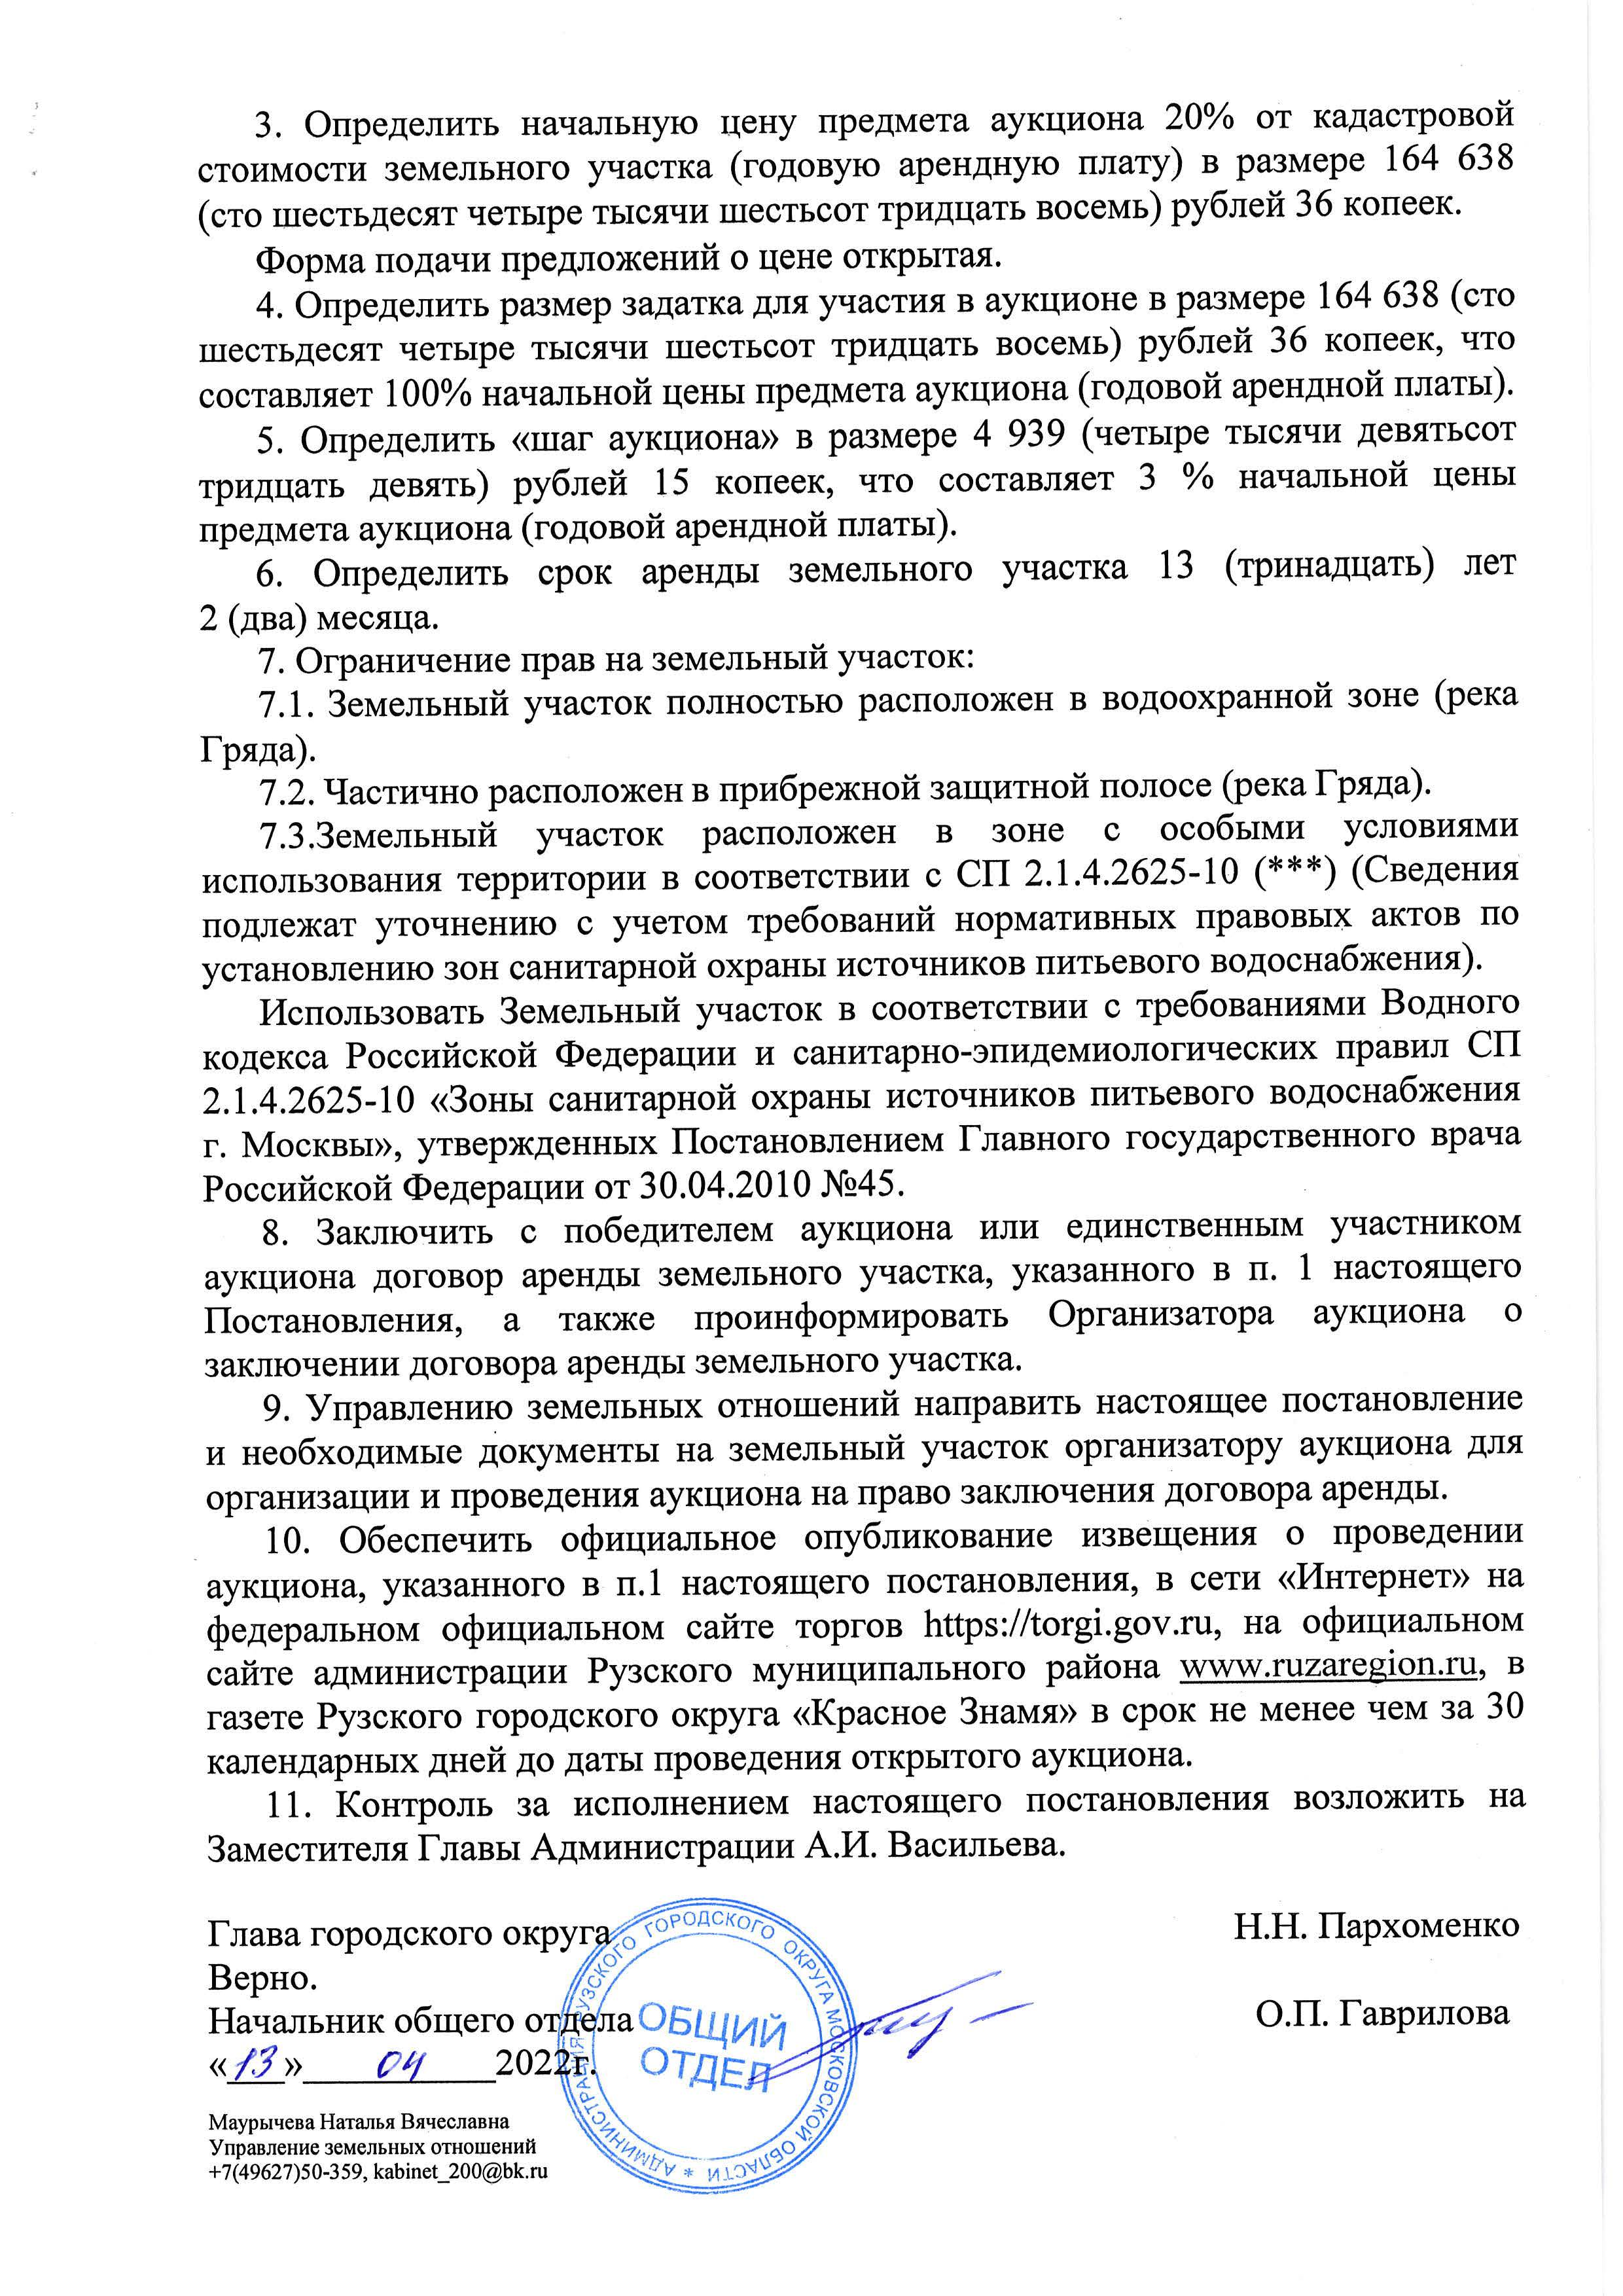 3. Определить начальную цену предмета аукциона 20% от кадастровой
стоимости земельного участка (годовую арендную плату) в размере 164 638
(сто шестьдесят четыре тысячи шестьсот тридцать восемь) рублей 36 копеек.
Форма подачи предложений о цене открытая.
4. Определить размер задатка для участия в аукционе в размере 164 638 (сто
шестьдесят четыре тысячи шестьсот тридцать восемь) рублей 36 копеек, что
составляет 100% начальной цены предмета аукциона (годовой арендной платы).
5. Определить «шаг аукциона» в размере 4 939 (четыре тысячи девятьсот
тридцать девять) рублей 15 копеек, что составляет 3 % начальной цены
предмета аукциона (годовой арендной платы).
6. Определить срок аренды земельного участка 13 (тринадцать) лет
2 (два) месяца.
7. Ограничение прав на земельный участок:
7.1. Земельный участок полностью расположен в водоохранной зоне (река
Гряда).
7.2. Частично расположен в прибрежной защитной полосе (река Гряда).
7.3.Земельный участок расположен в зоне с особыми условиями
использования территории в соответствии с СП 2.1.4.2625-10 (***) (Сведения
подлежат уточнению с учетом требований нормативных правовых актов по
установлению зон санитарной охраны источников питьевого водоснабжения).
Использовать Земельный участок в соответствии с требованиями Водного
кодекса Российской Федерации и санитарно-эпидемиологических правил СП
2.1.4.2625-10 «Зоны санитарной охраны источников питьевого водоснабжения
г. Москвы», утвержденных Постановлением Главного государственного врача
Российской Федерации от 30.04.2010 №45.
8. Заключить с победителем аукциона или единственным участником
аукциона договор аренды земельного участка, указанного в п. 1 настоящего
Постановления, а также проинформировать Организатора аукциона о
заключении договора аренды земельного участка.
9. Управлению земельных отношений направить настоящее постановление
и необходимые документы на земельный участок организатору аукциона для
организации и проведения аукциона на право заключения договора аренды.
10. Обеспечить официальное опубликование извещения о проведении
аукциона, указанного в п.1 настоящего постановления, в сети «Интернет» на
федеральном официальном сайте торгов https://torgi.gov.ru, на официальном
сайте администрации Рузского муниципального района www.ruzaregion.ru, в
газете Рузского городского округа «Красное Знамя» в срок не менее чем за 30
календарных дней до даты проведения открытого аукциона.
11. Контроль за исполнением настоящего постановления возложить на
Заместителя Главы Администрации А.И. Васильева.
Глава городского округа Н.Н. Пархоменко
Верно.
Начальник общего отдела О.П. Гаврилова
«13» 04 2022г.
АДМИНИСТРАЦИЯ РУЗСКОГО ГОРОДСКОГО ОКРУГА МОСКОВСКОЙ ОБЛАСТИ *
ОБЩИЙ
ОТДЕЛ
Маурычева Наталья Вячеславна
Управление земельных отношений
+7(49627)50-359, kabinet_200@bk.ru